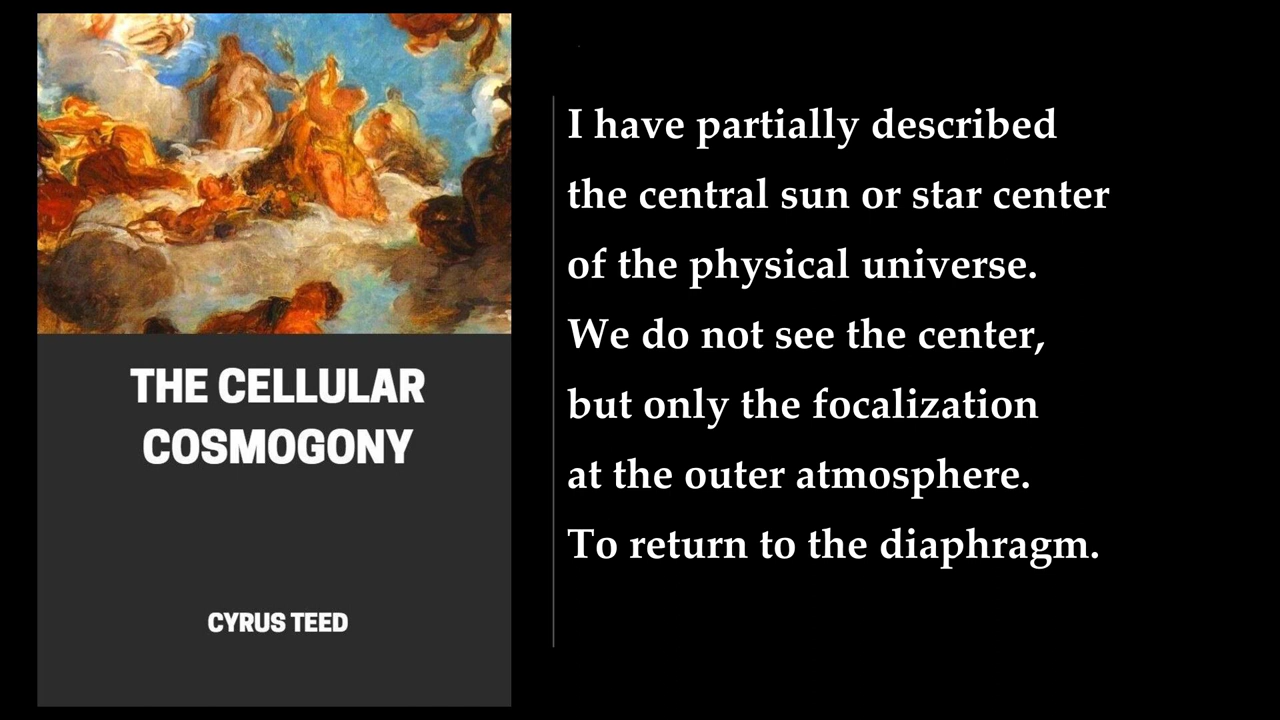 THE CELLULAR
COSMOGONY
CYRUS TEED
I have partially described
the central sun or star center
of the physical universe.
We do not see the center,
but only the focalization
at the outer atmosphere.
To return to the diaphragm.